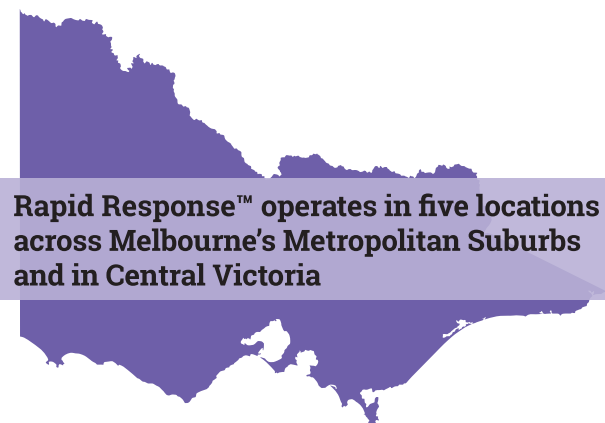 Rapid Response™ operates in five locations
across Melbourne’s Metropolitan Suburbs
and in Central Victoria